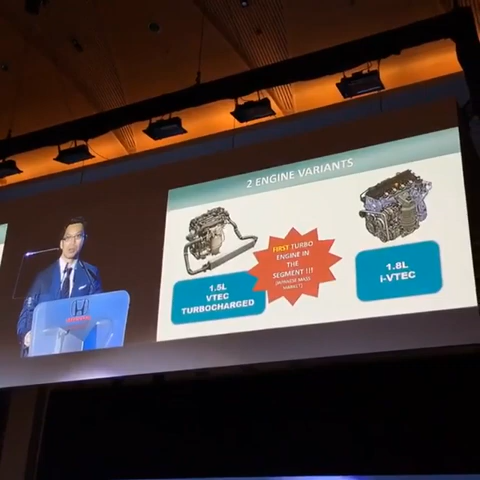 2 ENGINE VARIANTS
FIRST TURBO
ENGINE IN
THE
SEGMENT !!!
(JAPANESE MASS
MARKET)
1.5L
VTEC
TURBOCHARGED
1.8L
i-VTEC